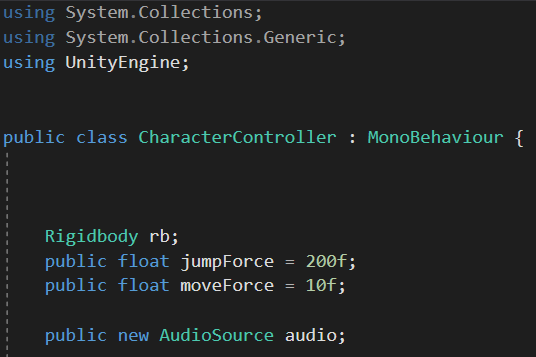 using System.Collections;
using System.Collections.Generic;
using UnityEngine;
public class CharacterController : MonoBehaviour {
Rigidbody rb;
public float jumpForce = 200f;
public float moveForce = 10f;
public new AudioSource audio;